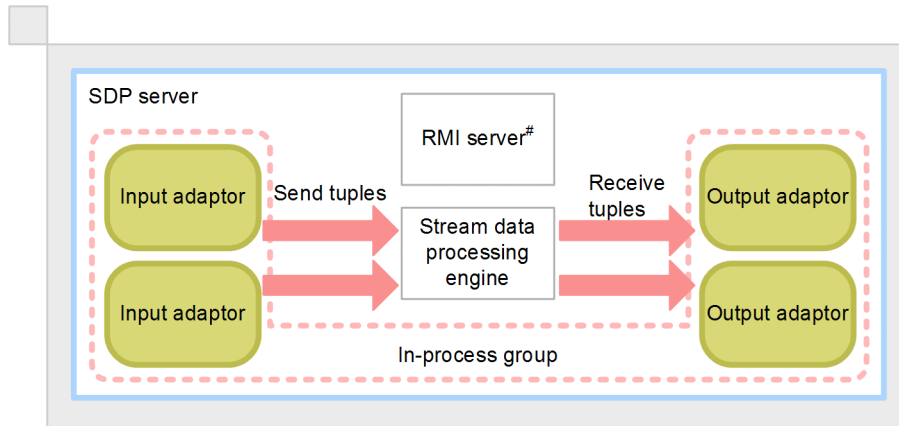 SDP server
RMI server#
Input adaptor
Send tuples
Receive
tuples
Output adaptor
Stream data
processing
engine
Input adaptor
Output adaptor
In-process group